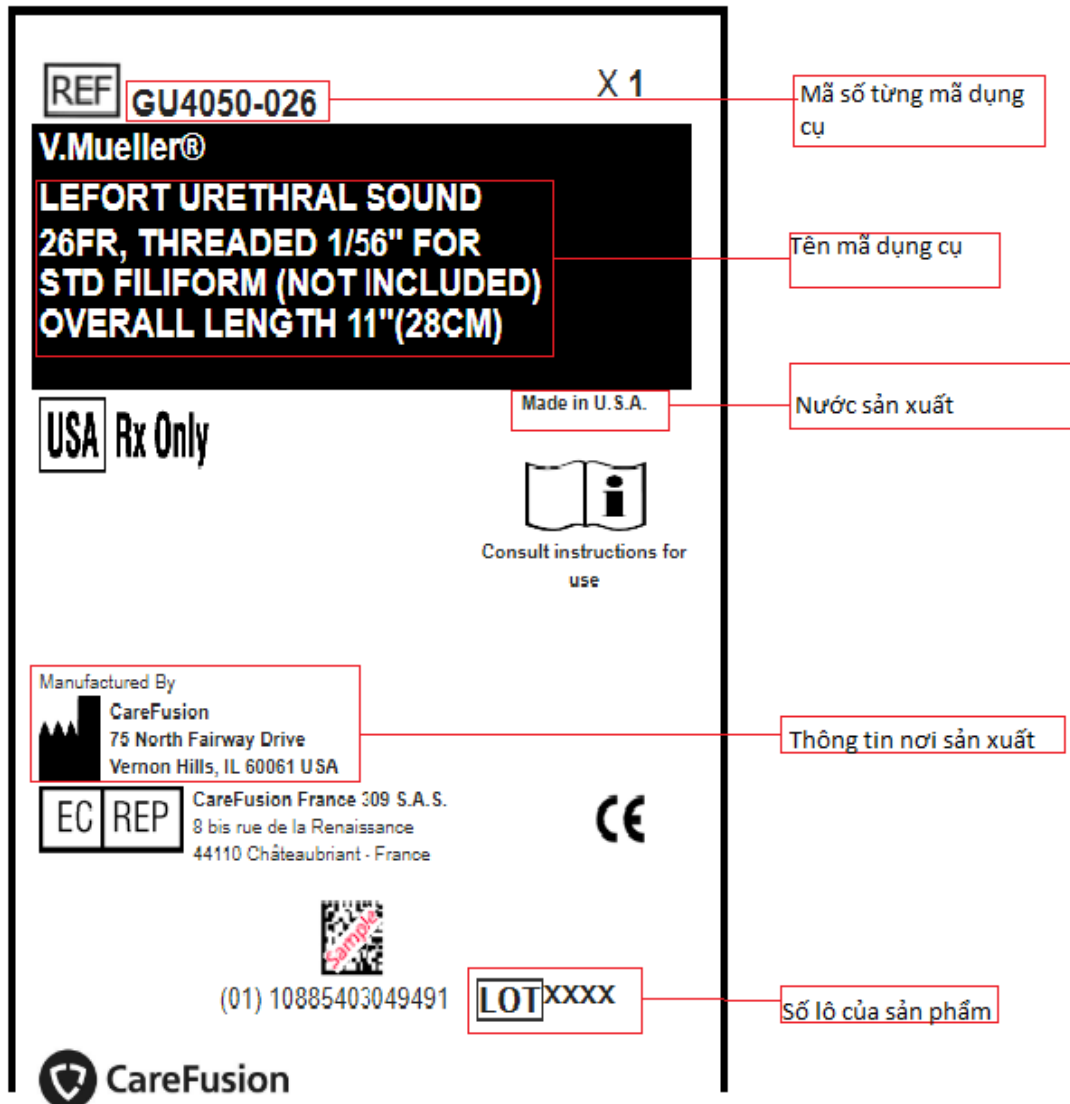 REF GU4050-026
X 1
Mã số từng mã dụng
cụ
V.Mueller®
LEFORT URETHRAL SOUND
26FR, THREADED 1/56" FOR
STD FILIFORM (NOT INCLUDED)
OVERALL LENGTH 11"(28CM)
Tên mã dụng cụ
USA Rx Only
Made in U.S.A.
Nước sản xuất
Consult instructions for
use
Manufactured By
CareFusion
75 North Fairway Drive
Vernon Hills, IL 60061 USA
Thông tin nơi sản xuất
EC REP
CareFusion France 309 S.A.S.
8 bis rue de la Renaissance
44110 Châteaubriant - France
CE
Sample
(01) 10885403049491
LOT XXXX
Số lô của sản phẩm
CareFusion